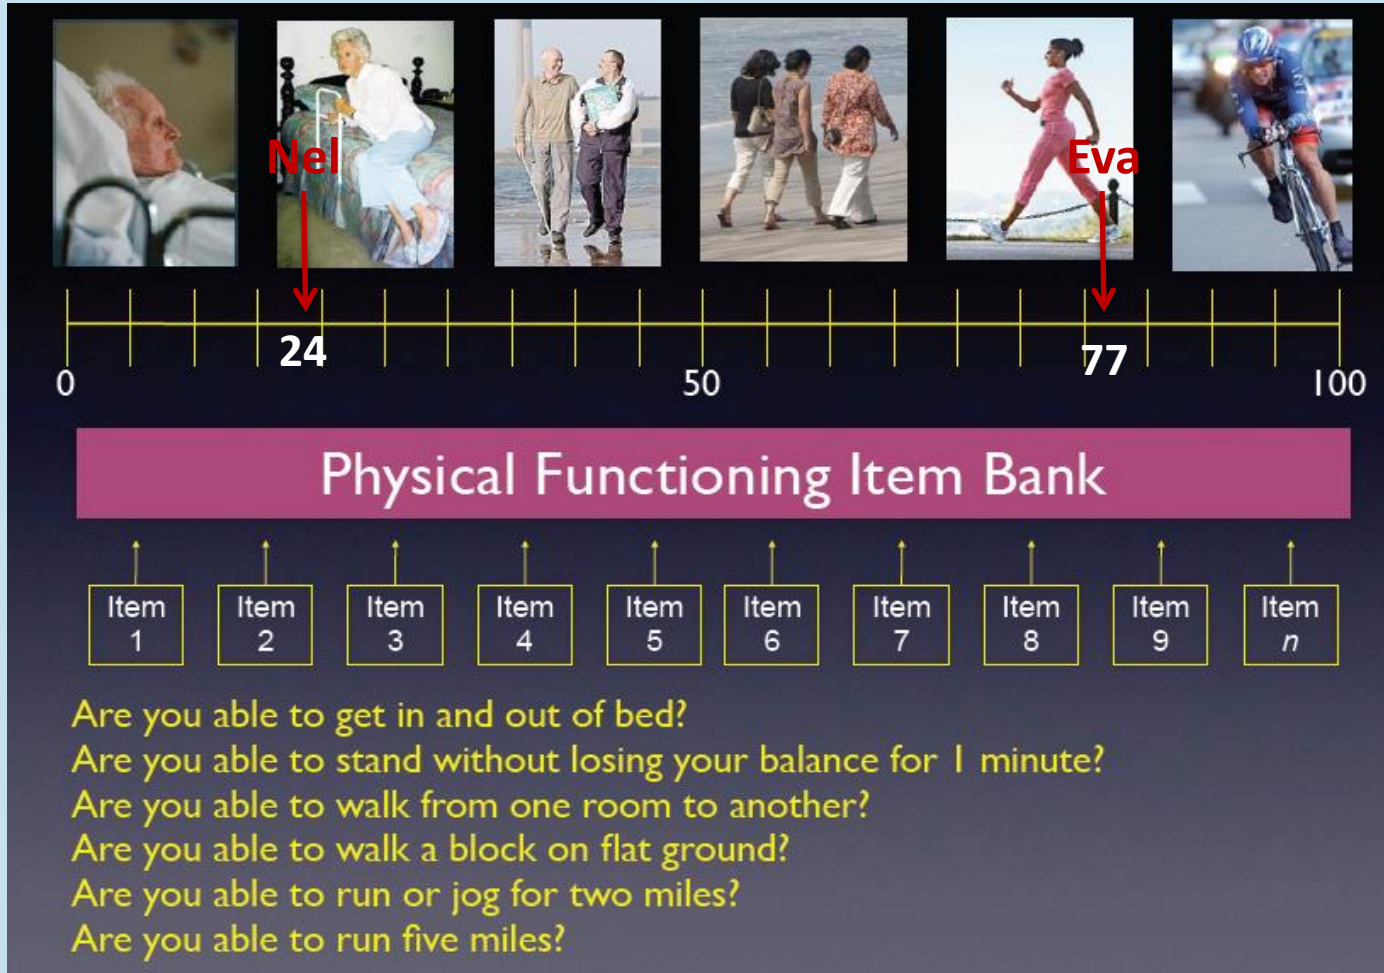 Nel
Eva
24
77
0
50
100
Physical Functioning Item Bank
Item 1
Item 2
Item 3
Item 4
Item 5
Item 6
Item 7
Item 8
Item 9
Item n
Are you able to get in and out of bed?
Are you able to stand without losing your balance for 1 minute?
Are you able to walk from one room to another?
Are you able to walk a block on flat ground?
Are you able to run or jog for two miles?
Are you able to run five miles?